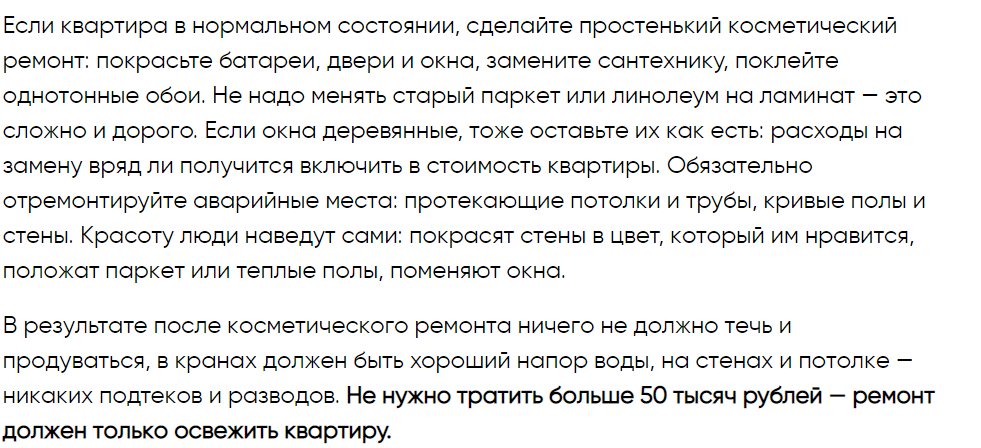 Если квартира в нормальном состоянии, сделайте простенький косметический
ремонт: покрасьте батареи, двери и окна, замените сантехнику, поклейте
однотонные обои. Не надо менять старый паркет или линолеум на ламинат — это
сложно и дорого. Если окна деревянные, тоже оставьте их как есть: расходы на
замену вряд ли получится включить в стоимость квартиры. Обязательно
отремонтируйте аварийные места: протекающие потолки и трубы, кривые полы и
стены. Красоту люди наведут сами: покрасят стены в цвет, который им нравится,
положат паркет или теплые полы, поменяют окна.
В результате после косметического ремонта ничего не должно течь и
продуваться, в кранах должен быть хороший напор воды, на стенах и потолке —
никаких подтеков и разводов. Не нужно тратить больше 50 тысяч рублей — ремонт
должен только освежить квартиру.